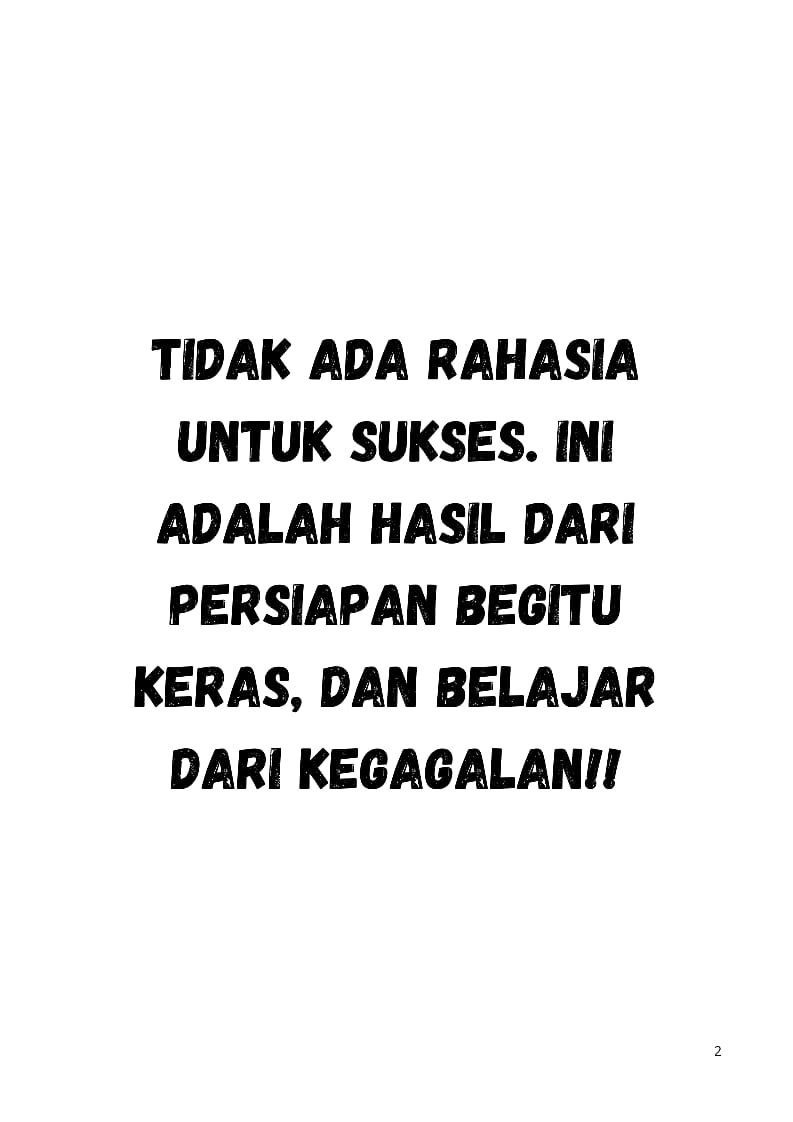 TIDAK ADA RAHASIA
UNTUK SUKSES. INI
ADALAH HASIL DARI
PERSIAPAN BEGITU
KERAS, DAN BELAJAR
DARI KEGAGALAN!!
2